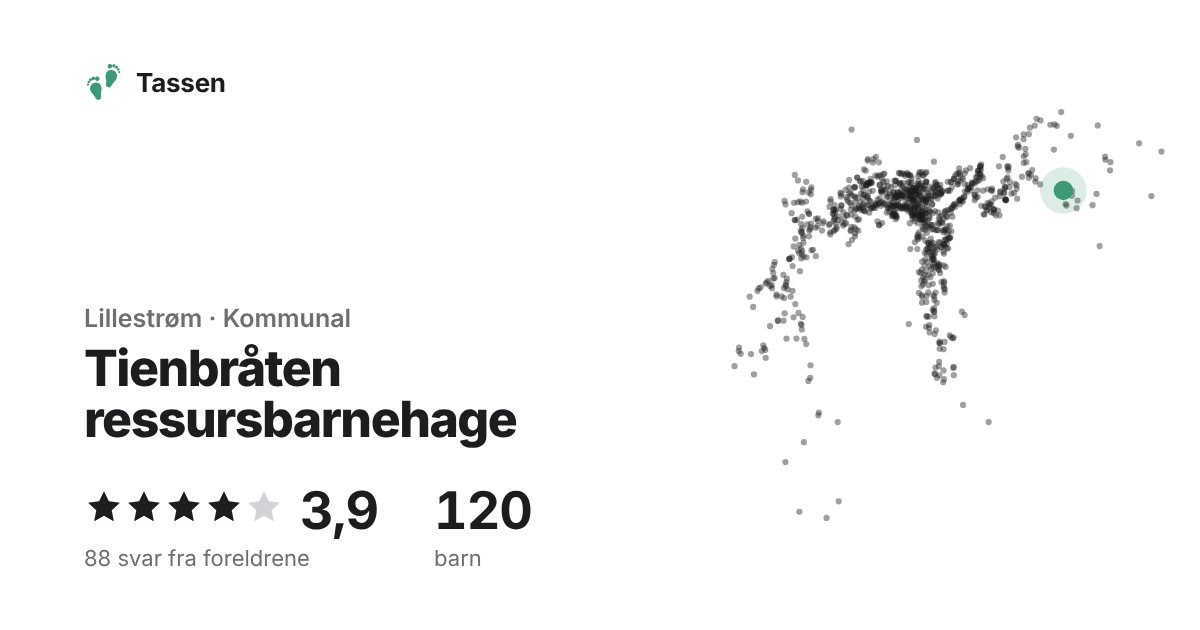 Tassen
Lillestrøm · Kommunal
Tienbråten
ressursbarnehage
3,9
88 svar fra foreldrene
120
barn